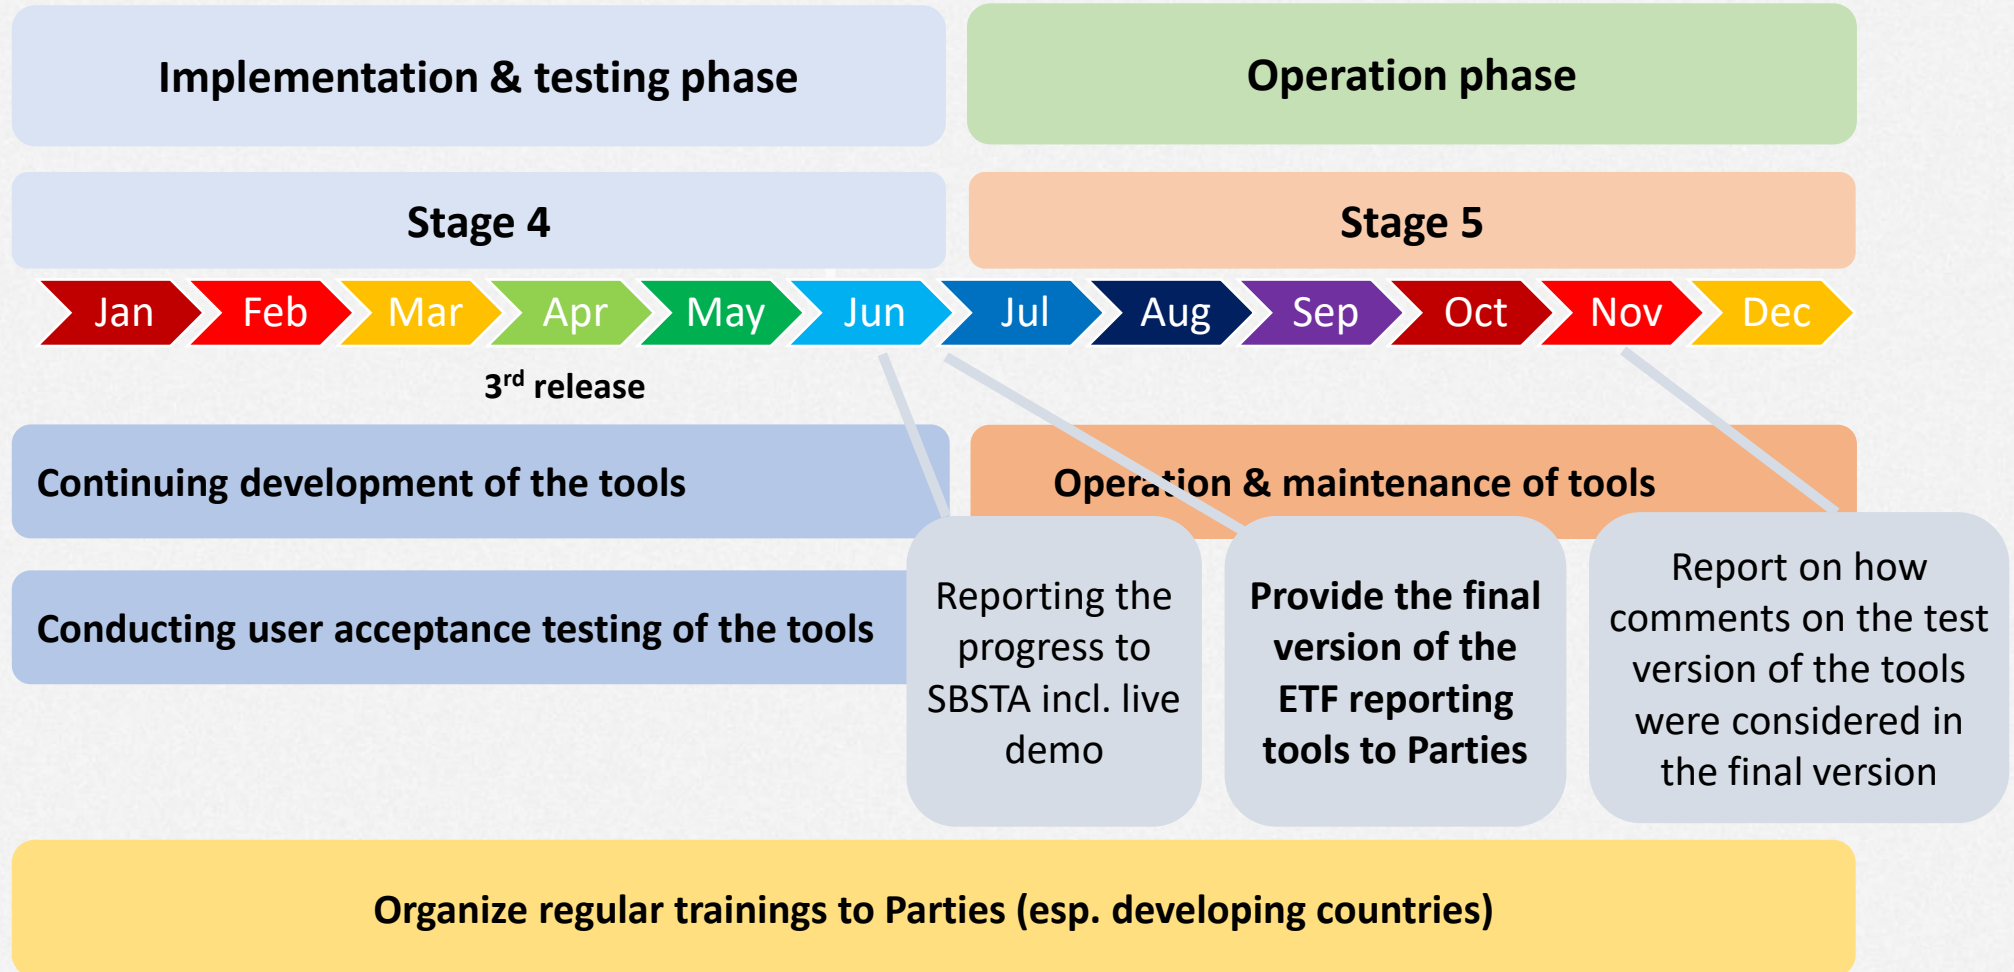 Implementation & testing phase
Operation phase
Stage 4
Stage 5
Jan
Feb
Mar
Apr
May
Jun
Jul
Aug
Sep
Oct
Nov
Dec
3rd release
Continuing development of the tools
Operation & maintenance of tools
Conducting user acceptance testing of the tools
Reporting the
progress to
SBSTA incl. live
demo
Provide the final
version of the
ETF reporting
tools to Parties
Report on how
comments on the test
version of the tools
were considered in
the final version
Organize regular trainings to Parties (esp. developing countries)